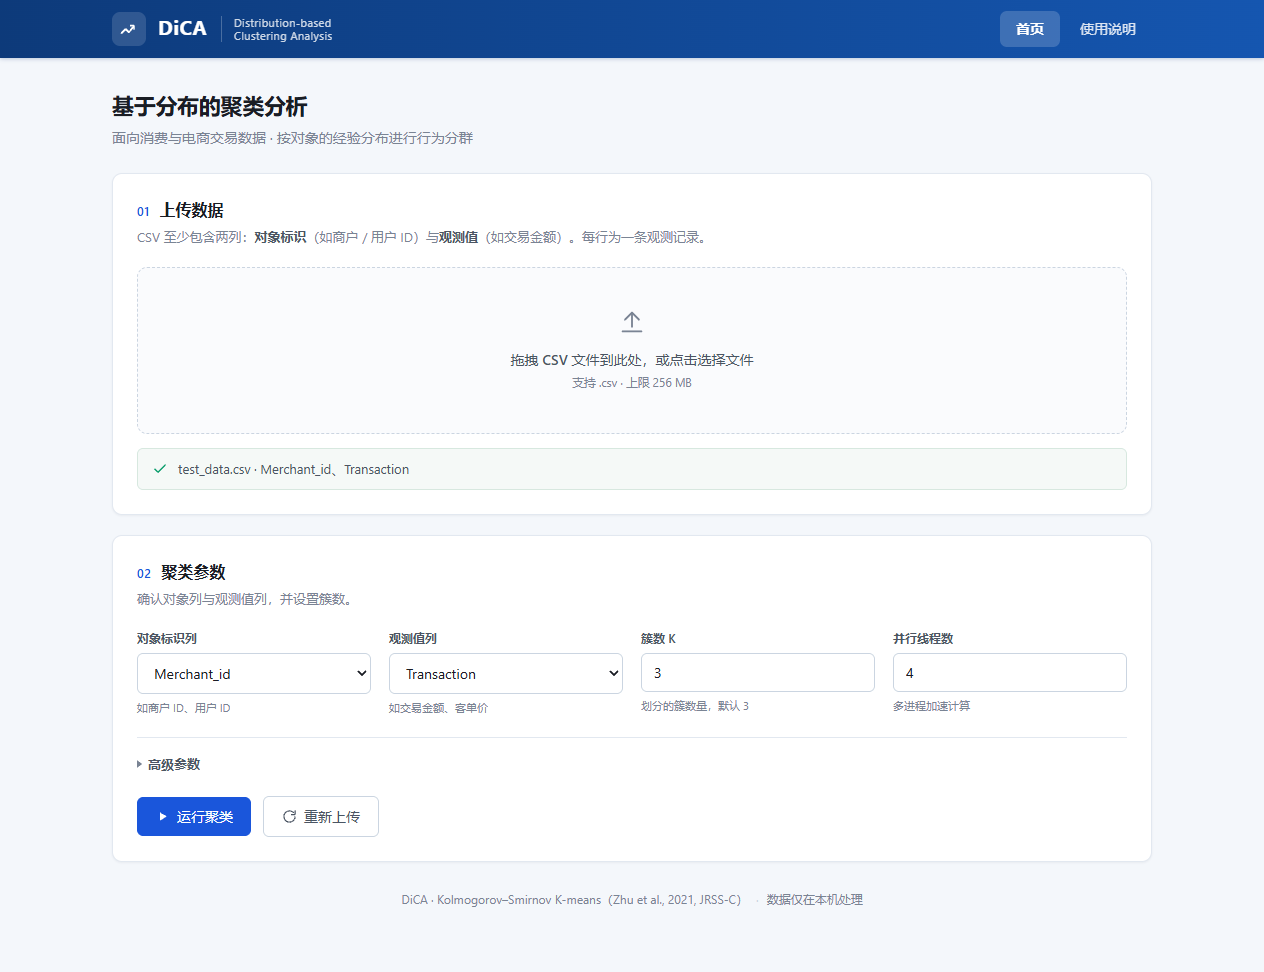 DiCA
Distribution-based
Clustering Analysis
首页
使用说明
基于分布的聚类分析
面向消费与电商交易数据 · 按对象的经验分布进行行为分群
01 上传数据
CSV 至少包含两列：对象标识（如商户 / 用户 ID）与观测值（如交易金额）。每行为一条观测记录。
拖拽 CSV 文件到此处，或点击选择文件
支持 .csv · 上限 256 MB
test_data.csv · Merchant_id、Transaction
02 聚类参数
确认对象列与观测值列，并设置簇数。
对象标识列 观测值列 簇数 K 并行线程数
Merchant_id Transaction 3 4
如商户 ID、用户 ID 如交易金额、客单价 划分的簇数量，默认 3 多进程加速计算
高级参数
运行聚类 重新上传
DiCA · Kolmogorov–Smirnov K-means（Zhu et al., 2021, JRSS-C） · 数据仅在本机处理